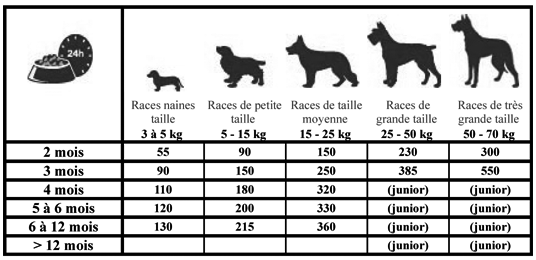 24h
Races naines Races de petite Races de taille Races de Races de très
taille taille moyenne grande taille grande taille
3 à 5 kg 5 - 15 kg 15 - 25 kg 25 - 50 kg 50 - 70 kg
2 mois 55 90 150 230 300
3 mois 90 150 250 385 550
4 mois 110 180 320 (junior) (junior)
5 à 6 mois 120 200 330 (junior) (junior)
6 à 12 mois 130 215 360 (junior) (junior)
> 12 mois (junior) (junior)